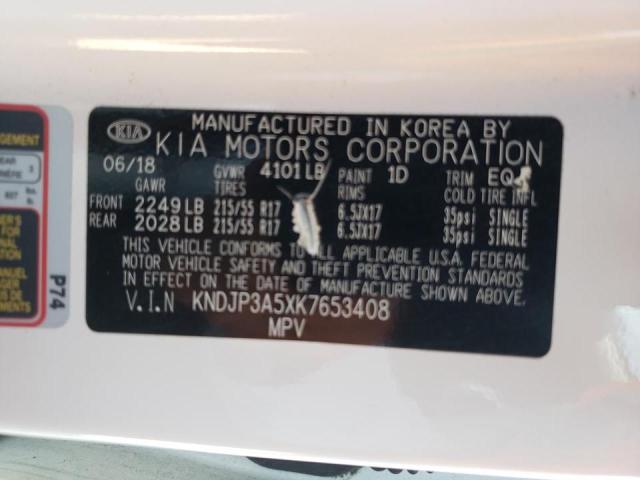 KIA
MANUFACTURED IN KOREA BY
KIA MOTORS CORPORATION
06/18 GVWR 4101 LB PAINT 1D TRIM
GAWR TIRES RIMS COLD TIRE INFL
FRONT 2249 LB 215/55 R17 6.5JX17 35psi SINGLE
REAR 2028 LB 215/55 R17 6.5JX17 35psi SINGLE
THIS VEHICLE CONFORMS TO ALL APPLICABLE U.S.A. FEDERAL
MOTOR VEHICLE SAFETY AND THEFT PREVENTION STANDARDS
IN EFFECT ON THE DATE OF MANUFACTURE SHOWN ABOVE.
V.I.N KNDJP3A5XK7653408
MPV
P74